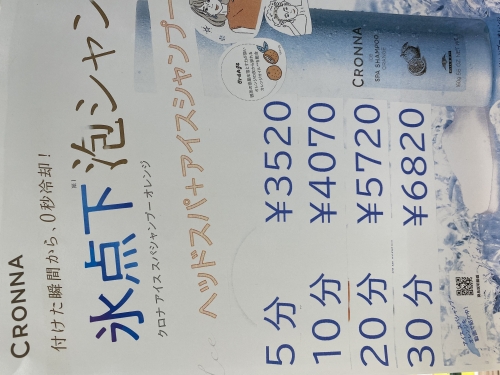 CRONNA
付けた瞬間から、0秒冷却！
氷点下泡シャン
クロナ アイス スパシャンプー オレンジ
ヘッドスパ+アイスシャンプー
5分 ¥3520
10分 ¥4070
20分 ¥5720
30分 ¥6820
Orange
CRONNA
SPA SHAMPOO